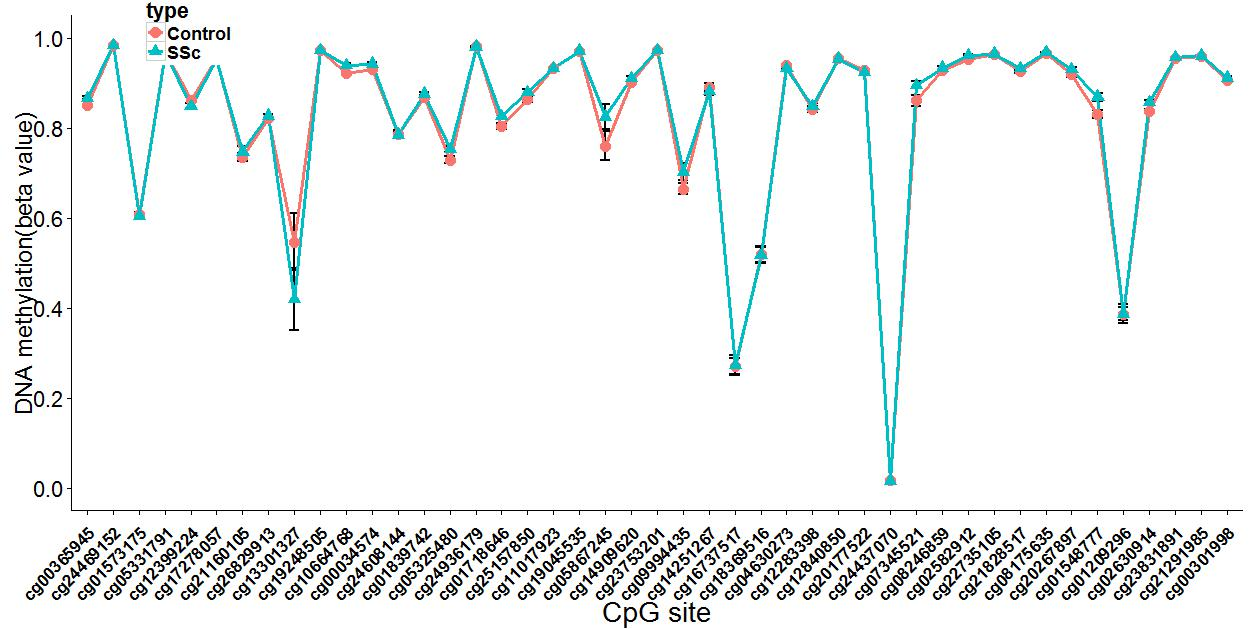 type
Control
SSc
DNA methylation(beta value)
1.0
0.8
0.6
0.4
0.2
0.0
cg00365945
cg24469152
cg01573175
cg05331791
cg12399224
cg17278057
cg21160105
cg26829913
cg13301327
cg19248505
cg10664768
cg00034574
cg24608144
cg01839742
cg05325480
cg24936179
cg01718646
cg25157850
cg11017923
cg19045535
cg05867245
cg14909620
cg23753201
cg09994435
cg14251267
cg16737517
cg18369516
cg04630273
cg12283398
cg12840850
cg20177522
cg24437070
cg07345521
cg08246859
cg02582912
cg22735105
cg21828517
cg08175635
cg20267897
cg01548777
cg01209296
cg02630914
cg23831891
cg21291985
cg00301998
CpG site